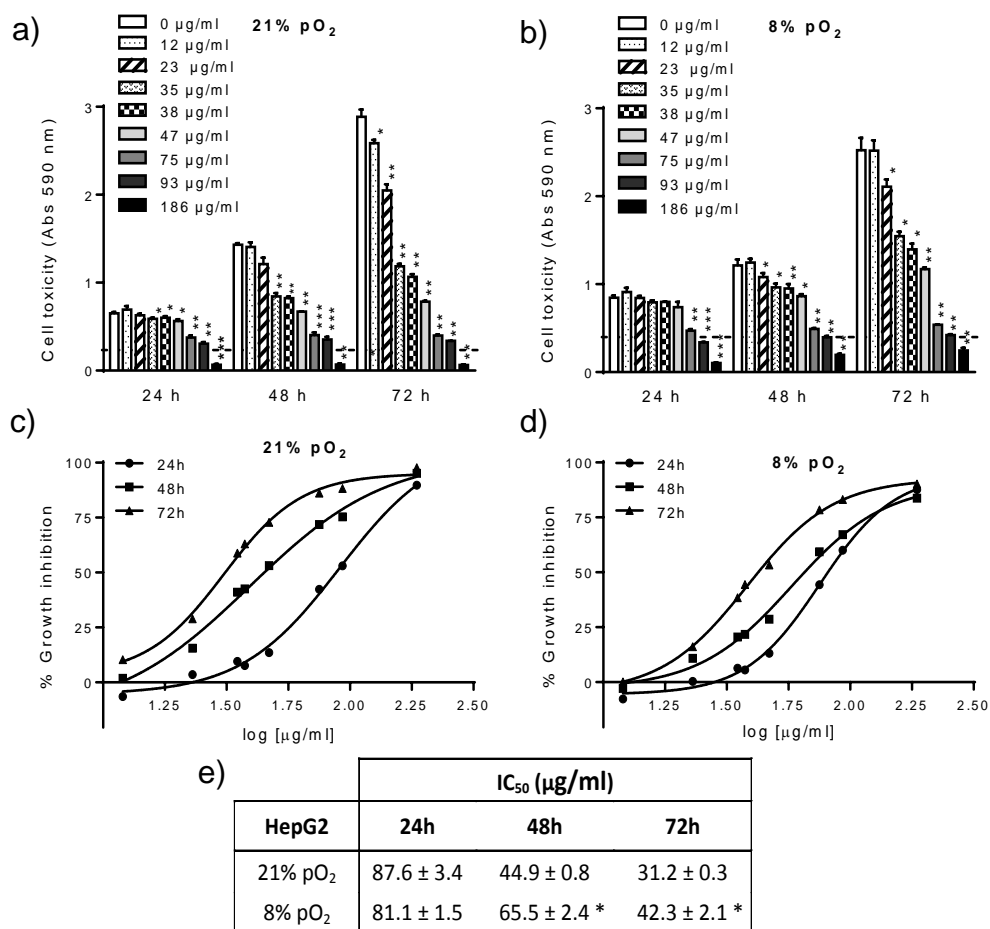 a)
21% pO₂
0 µg/ml
12 µg/ml
23 µg/ml
35 µg/ml
38 µg/ml
47 µg/ml
75 µg/ml
93 µg/ml
186 µg/ml
Cell toxicity (Abs 590 nm)
3
2
1
0
24 h
48 h
72 h
b)
8% pO₂
0 µg/ml
12 µg/ml
23 µg/ml
35 µg/ml
38 µg/ml
47 µg/ml
75 µg/ml
93 µg/ml
186 µg/ml
Cell toxicity (Abs 590 nm)
3
2
1
0
24 h
48 h
72 h
c)
21% pO₂
24h
48h
72h
% Growth inhibition
100
75
50
25
0
1.25
1.50
1.75
2.00
2.25
2.50
log [µg/ml]
d)
8% pO₂
24h
48h
72h
% Growth inhibition
100
75
50
25
0
1.25
1.50
1.75
2.00
2.25
2.50
log [µg/ml]
e)
IC₅₀ (µg/ml)
HepG2 24h 48h 72h
21% pO₂ 87.6 ± 3.4 44.9 ± 0.8 31.2 ± 0.3
8% pO₂ 81.1 ± 1.5 65.5 ± 2.4 * 42.3 ± 2.1 *